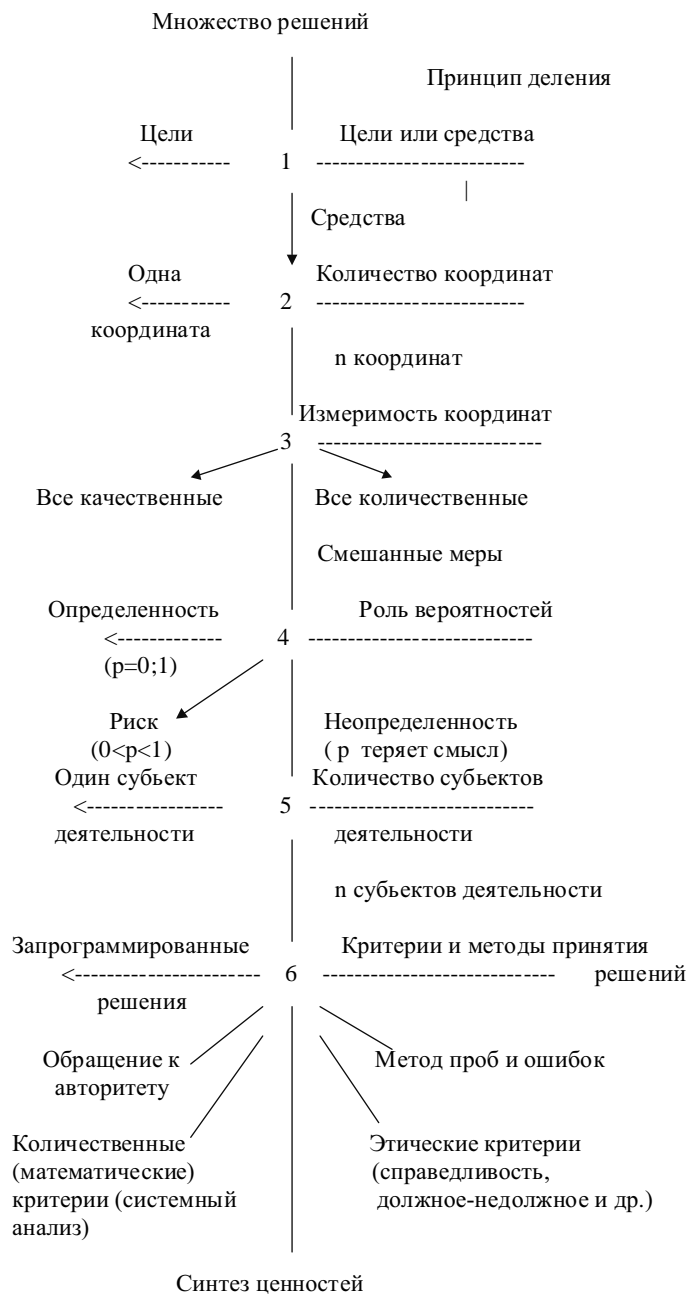 Множество решений
Принцип деления
Цели Цели или средства
<----------- 1 --------------------------
|
Средства
Одна Количество координат
<----------- 2 --------------------------
координата
n координат
Измеримость координат
3 ----------------------------
Все качественные Все количественные
Смешанные меры
Определенность Роль вероятностей
<------------- 4 ----------------------------
(p=0;1)
Риск Неопределенность
(0<p<1) ( p теряет смысл)
Один субъект Количество субъектов
<----------------- 5 ----------------------------
деятельности деятельности
n субъектов деятельности
Запрограммированные Критерии и методы принятия
<----------------------- 6 ----------------------------- решений
решения
Обращение к Метод проб и ошибок
авторитету
Количественные Этические критерии
(математические) (справедливость,
критерии (системный должное-недолжное и др.)
анализ)
Синтез ценностей